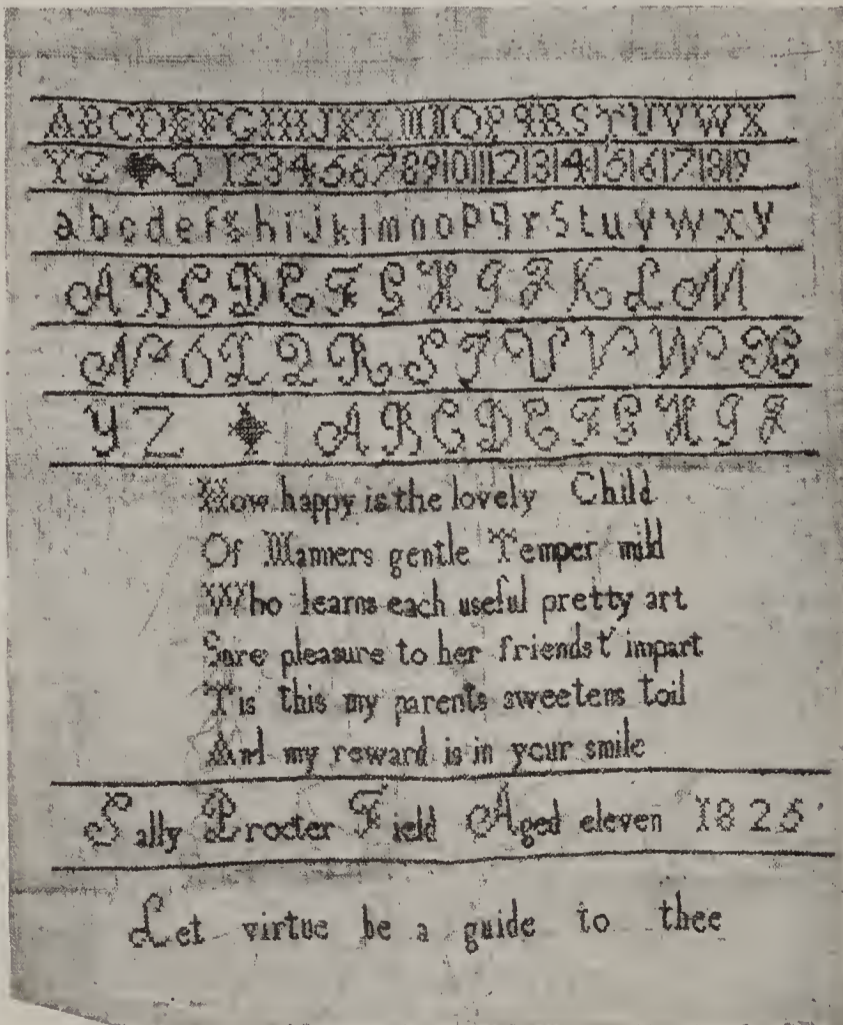 ABCDEFGHIJKLMNOPqRSTUVWX
YZ O 12345678910111213141516171819
abcdefghijklmnopqrstuvwxy
ABCDEFGHIJKLM
NOPQRSTUVWX
YZ ABCDEFGHIJ
How happy is the lovely Child
Of Manners gentle Temper mild
Who learns each useful pretty art
Sure pleasure to her friends t' impart
Tis this my parents sweetens toil
And my reward is in your smile
Sally Procter Field Aged eleven 1825
Let virtue be a guide to thee